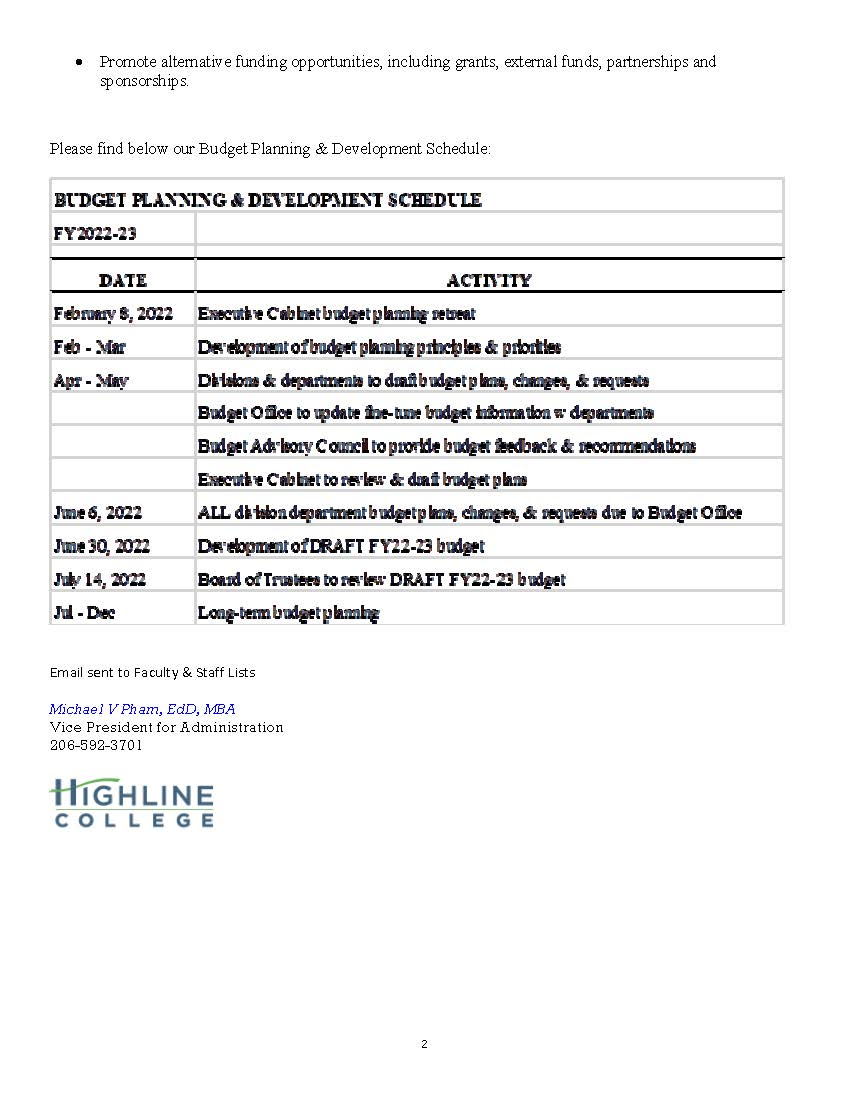 • Promote alternative funding opportunities, including grants, external funds, partnerships and
sponsorships.
Please find below our Budget Planning & Development Schedule:
BUDGET PLANNING & DEVELOPMENT SCHEDULE
FY2022-23
DATE ACTIVITY
February 8, 2022 Executive Cabinet budget planning retreat
Feb - Mar Development of budget planning principles & priorities
Apr - May Divisions & departments to draft budget plans, changes, & requests
Budget Office to update fine-tune budget information w departments
Budget Advisory Council to provide budget feedback & recommendations
Executive Cabinet to review & draft budget plans
June 6, 2022 ALL division department budget plans, changes, & requests due to Budget Office
June 30, 2022 Development of DRAFT FY22-23 budget
July 14, 2022 Board of Trustees to review DRAFT FY22-23 budget
Jul - Dec Long-term budget planning
Email sent to Faculty & Staff Lists
Michael V Pham, EdD, MBA
Vice President for Administration
206-592-3701
HIGHLINE
COLLEGE
2